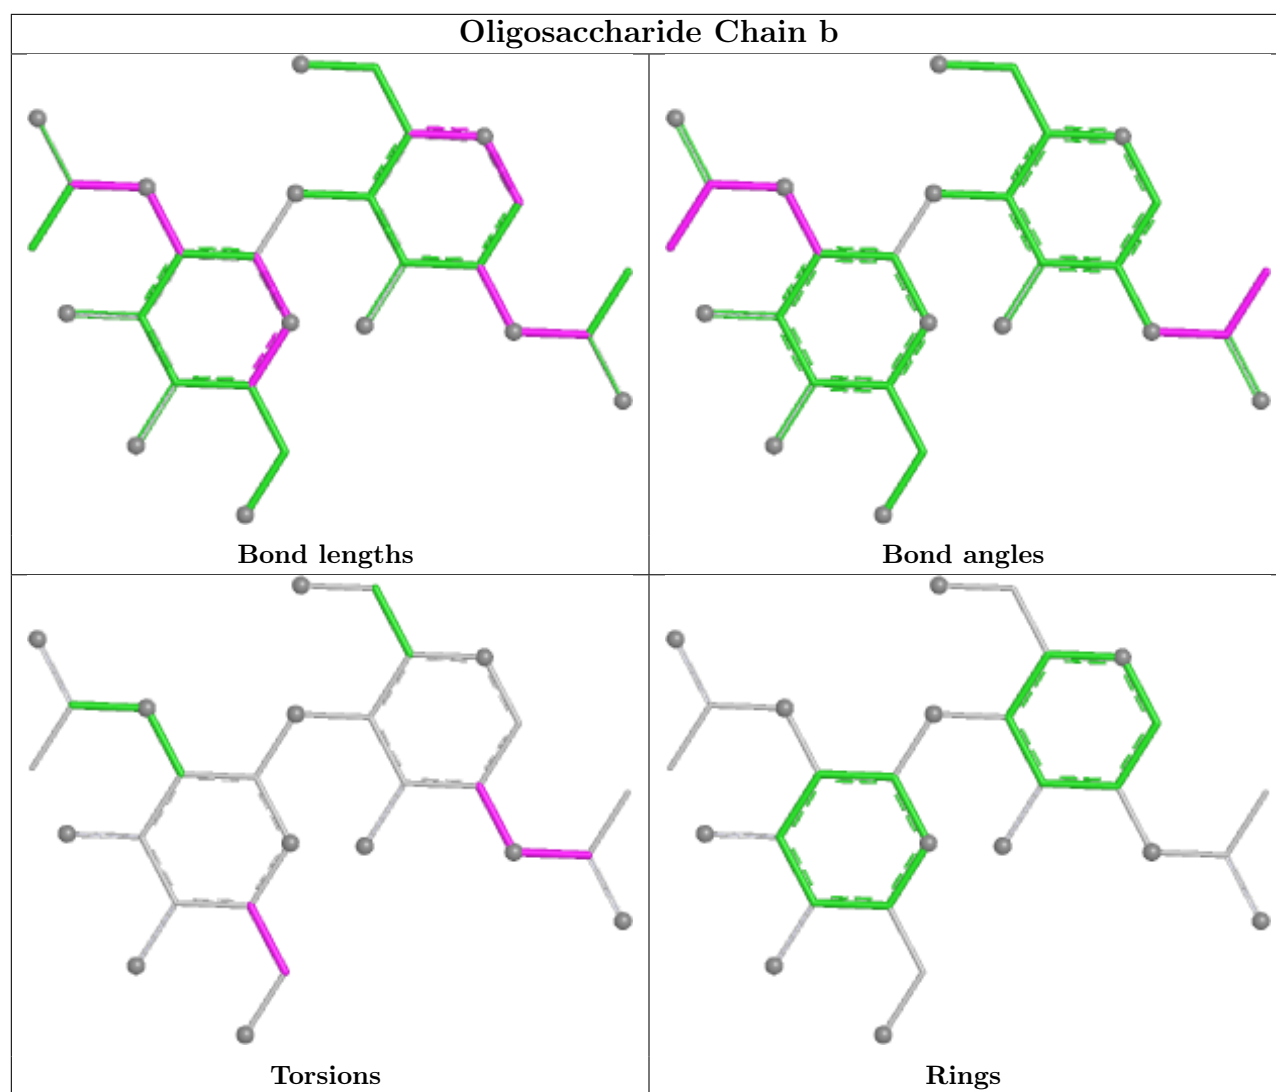 Oligosaccharide Chain b
Bond lengths
Bond angles
Torsions
Rings